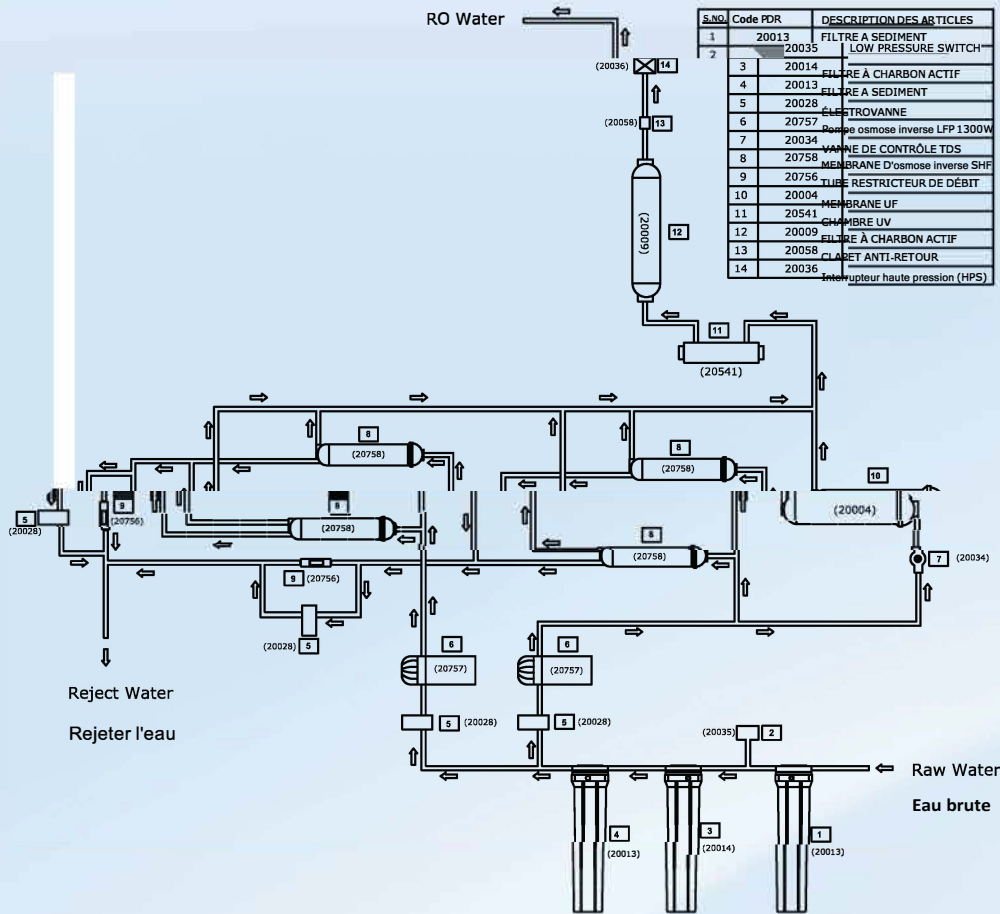 RO Water
S.NO. Code PDR DESCRIPTION DES ARTICLES
1 20013 FILTRE A SEDIMENT
2 20035 LOW PRESSURE SWITCH
3 20014 FILTRE À CHARBON ACTIF
4 20013 FILTRE A SEDIMENT
5 20028 ÉLECTROVANNE
6 20757 Pompe osmose inverse LFP 1300W
7 20034 VANNE DE CONTRÔLE TDS
8 20758 MEMBRANE D'osmose inverse SHF
9 20756 TUBE RESTRICTEUR DE DÉBIT
10 20004 MEMBRANE UF
11 20541 CHAMBRE UV
12 20009 FILTRE À CHARBON ACTIF
13 20058 CLAPET ANTI-RETOUR
14 20036 Interrupteur haute pression (HPS)
(20036) 14
(20058) 13
(20009) 12
11
(20541)
8
(20758)
8
(20758)
10
(20004)
5
(20028)
9
(20756)
8
(20758)
8
(20758)
7 (20034)
9 (20756)
(20028) 5
6
(20757)
6
(20757)
Reject Water
Rejeter l'eau
5 (20028)
5 (20028)
(20035) 2
Raw Water
Eau brute
4
(20013)
3
(20014)
1
(20013)